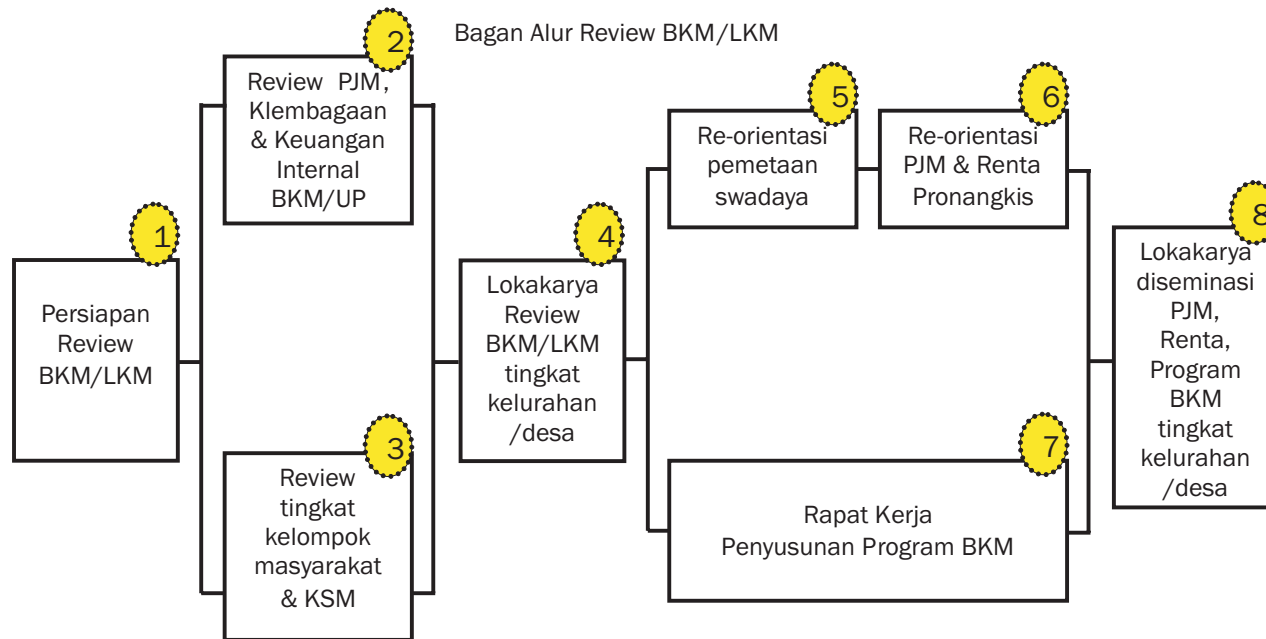 Bagan Alur Review BKM/LKM
1
Persiapan
Review
BKM/LKM
2
Review PJM,
Klembagaan
& Keuangan
Internal
BKM/UP
3
Review
tingkat
kelompok
masyarakat
& KSM
4
Lokakarya
Review
BKM/LKM
tingkat
kelurahan
/desa
5
Re-orientasi
pemetaan
swadaya
6
Re-orientasi
PJM & Renta
Pronangkis
7
Rapat Kerja
Penyusunan Program BKM
8
Lokakarya
diseminasi
PJM,
Renta,
Program
BKM
tingkat
kelurahan
/desa